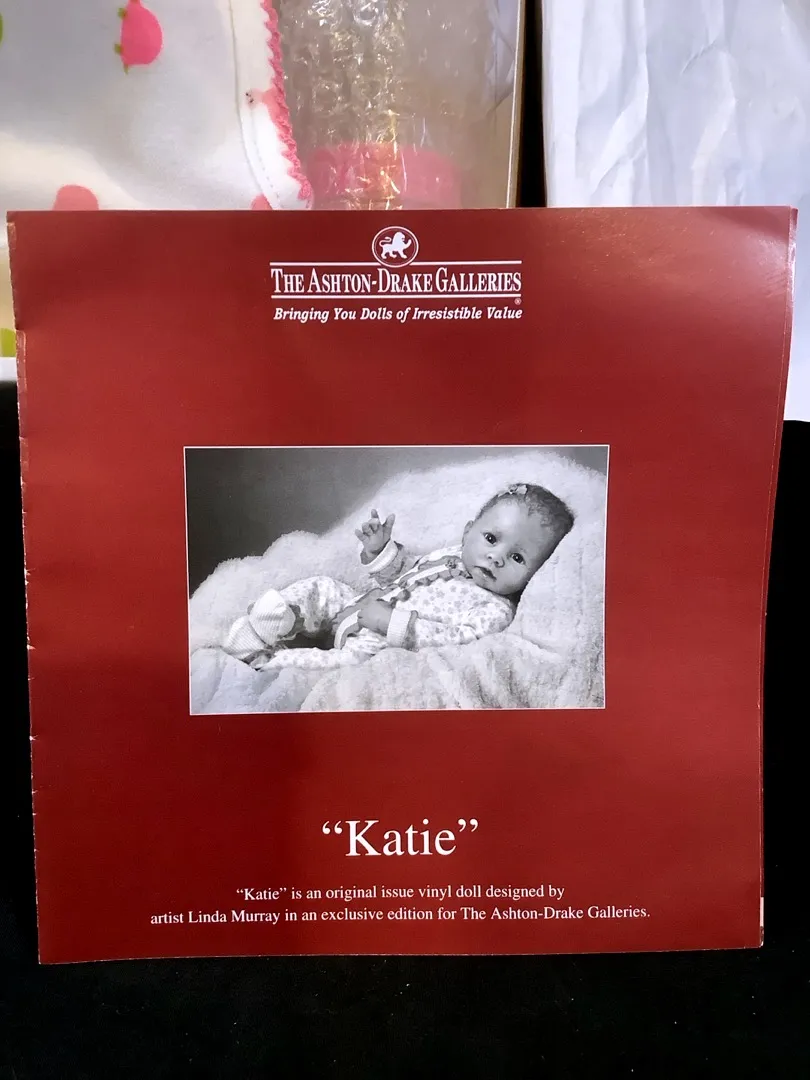 THE ASHTON-DRAKE GALLERIES
®
Bringing You Dolls of Irresistible Value
“Katie”
“Katie” is an original issue vinyl doll designed by
artist Linda Murray in an exclusive edition for The Ashton-Drake Galleries.